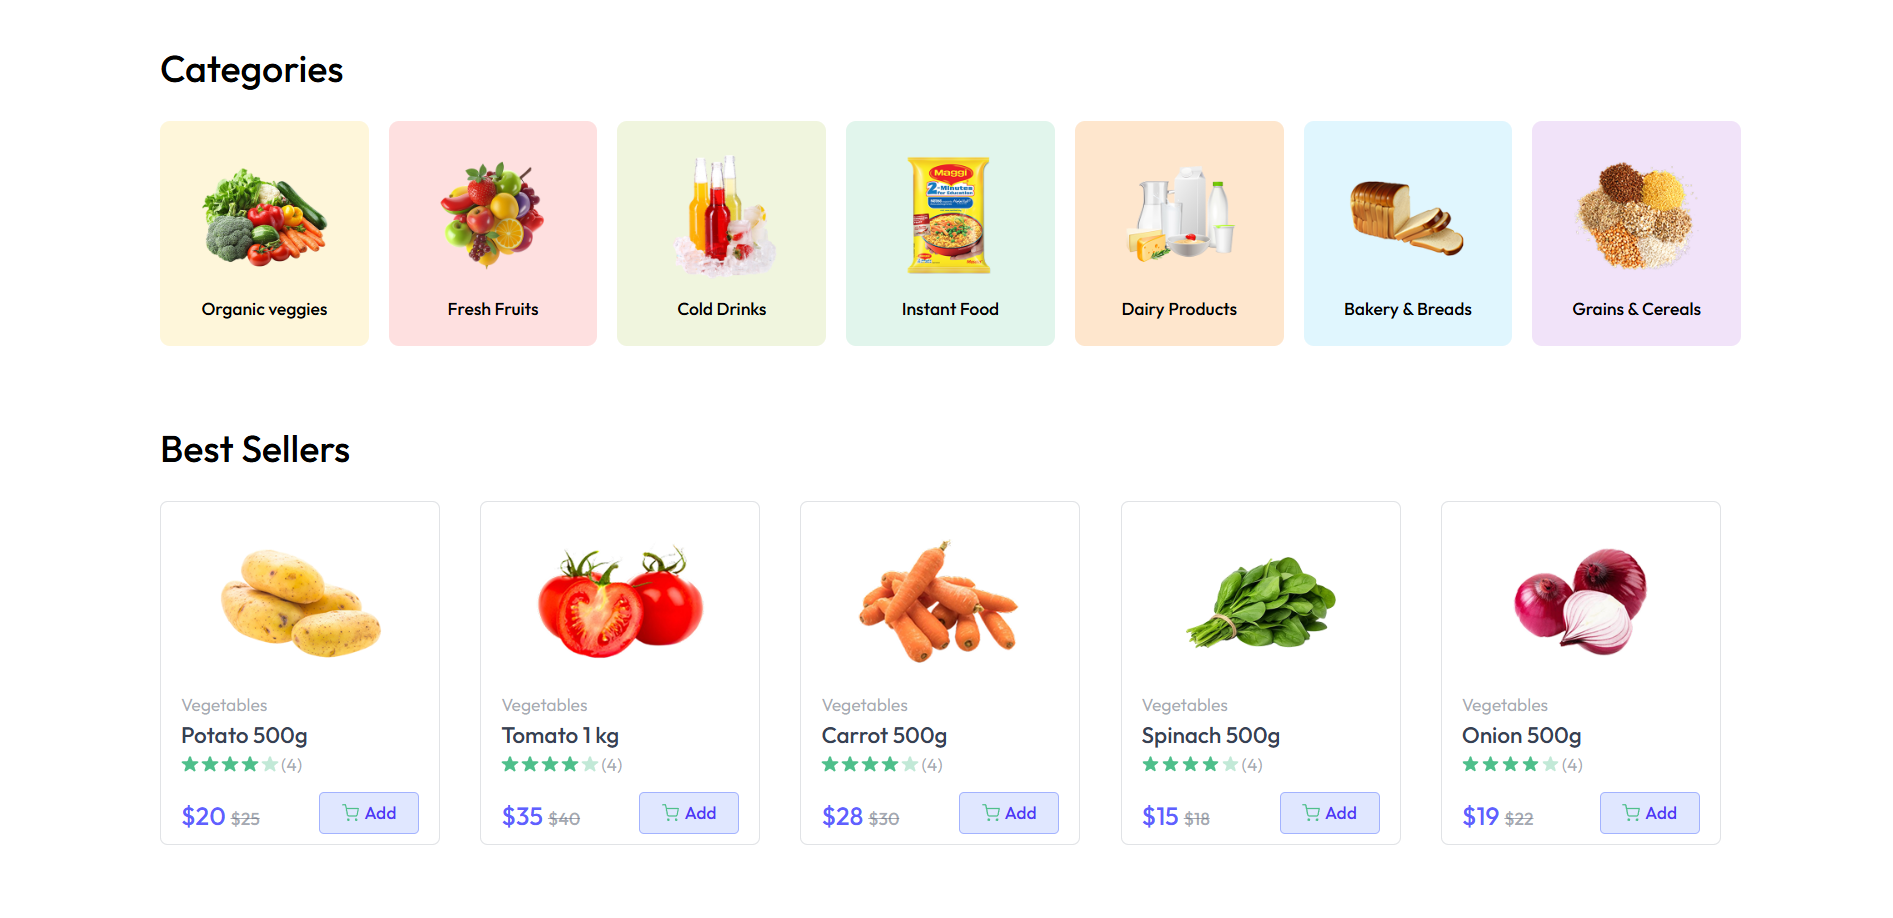 Categories
Maggi
2-Minutes
for Education
Organic veggies
Fresh Fruits
Cold Drinks
Instant Food
Dairy Products
Bakery & Breads
Grains & Cereals
Best Sellers
Vegetables
Potato 500g
(4)
$20 $25
Add
Vegetables
Tomato 1 kg
(4)
$35 $40
Add
Vegetables
Carrot 500g
(4)
$28 $30
Add
Vegetables
Spinach 500g
(4)
$15 $18
Add
Vegetables
Onion 500g
(4)
$19 $22
Add